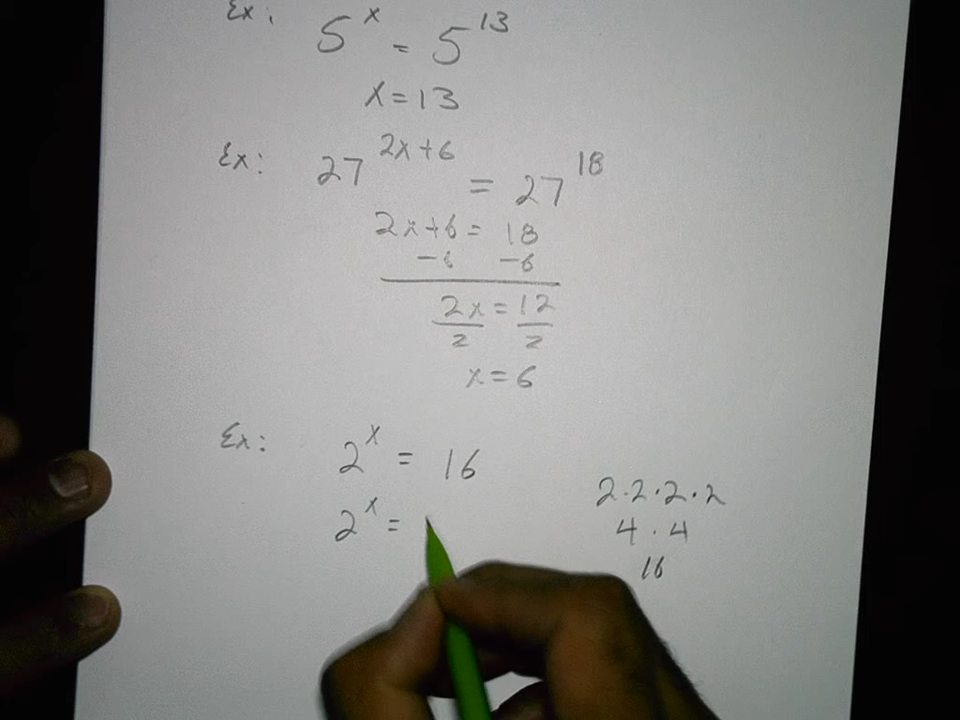 Ex: 5^x = 5^13
x = 13
Ex: 27^2x+6 = 27^18
2x+6 = 18
-6 -6
2x = 12
2 2
x = 6
Ex: 2^x = 16
2^x =
2·2·2·2
4·4
16